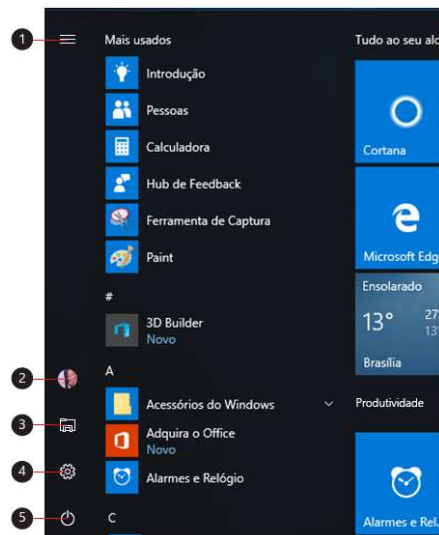 1
Mais usados
Tudo ao seu alc
Introdução
Pessoas
Calculadora
Cortana
Hub de Feedback
Ferramenta de Captura
Paint
Microsoft Edg
#
Ensolarado
3D Builder
Novo
13°
27°
13°
2
A
Brasília
3
Acessórios do Windows
Produtividade
Adquira o Office
Novo
4
Alarmes e Relógio
5
C
Alarmes e Rel.